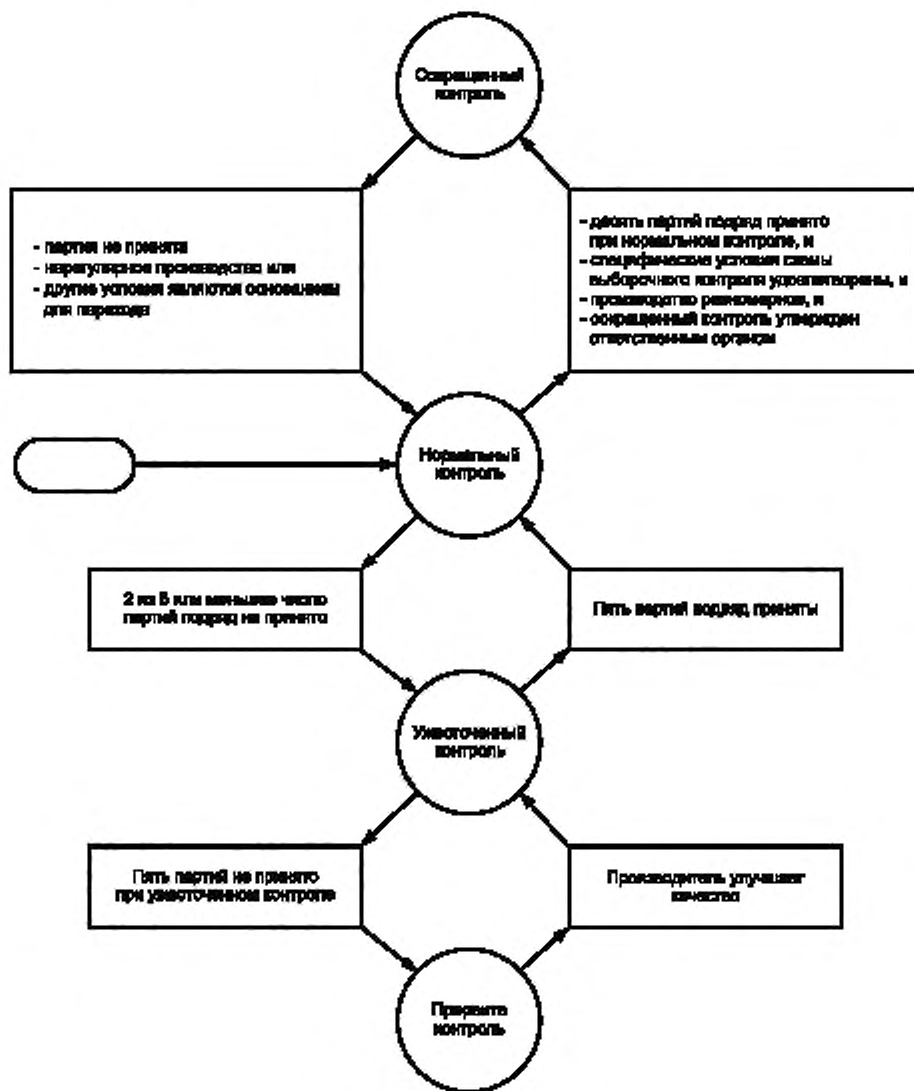 Сокращенный
контроль
- партия не принята
- нерегулярное производство или
- другие условия являются основанием
для перехода
- десять партий подряд принято
при нормальном контроле, и
- специфические условия схемы
выборочного контроля удовлетворены, и
- производство равномерное, и
- сокращенный контроль утвержден
ответственным органом
Нормальный
контроль
2 из 5 или меньшее число
партий подряд не принято
Пять партий подряд приняты
Ужесточенный
контроль
Пять партий не принято
при ужесточенном контроле
Производитель улучшает
качество
контроль